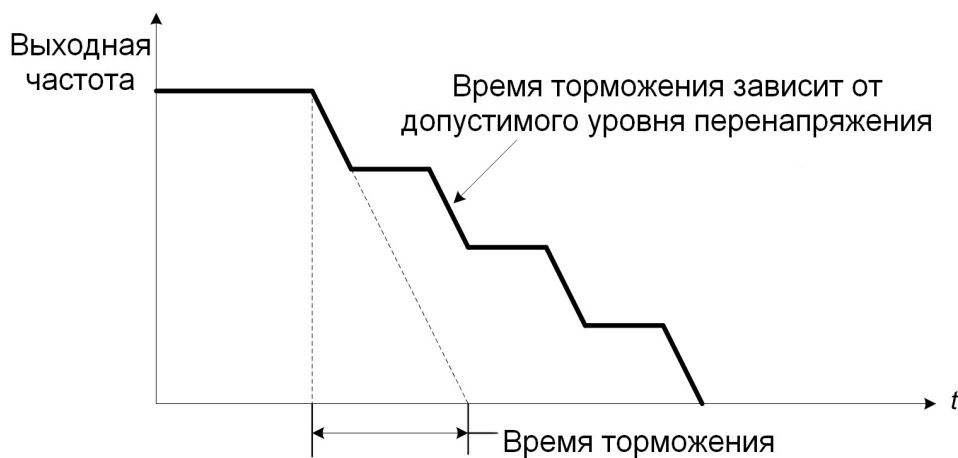 Выходная
частота
Время торможения зависит от
допустимого уровня перенапряжения
t
Время торможения